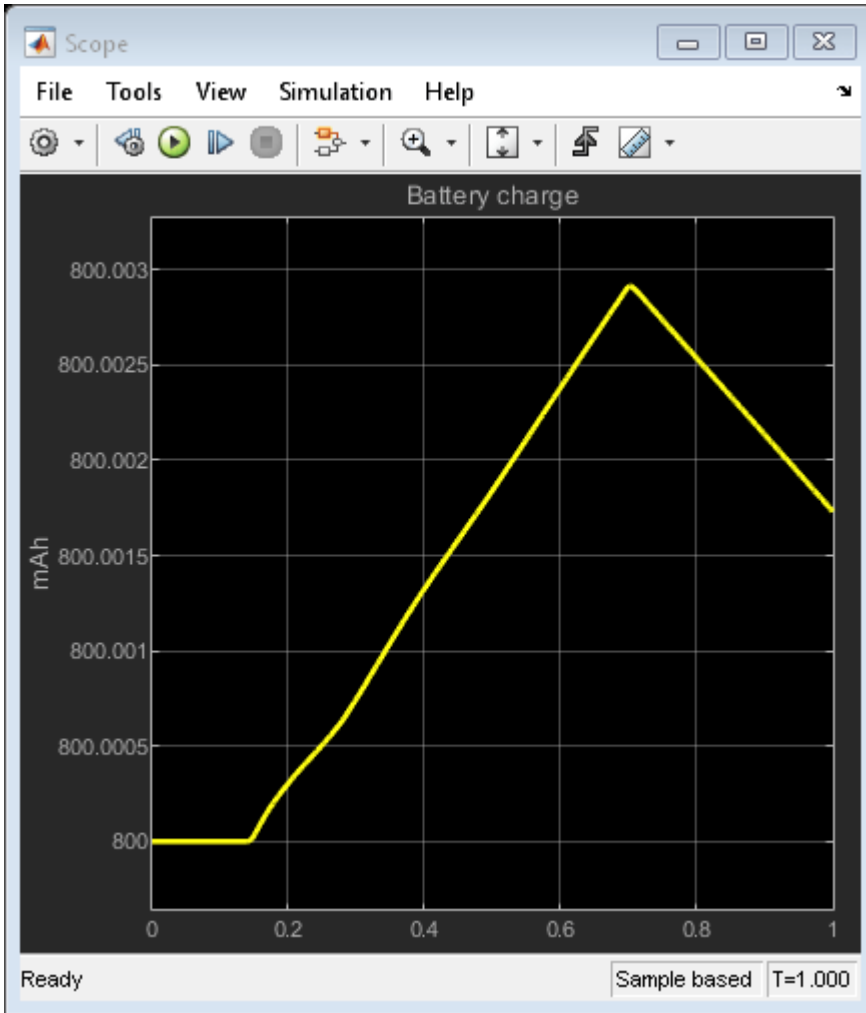 Scope
File Tools View Simulation Help
Battery charge
800.003
800.0025
800.002
800.0015
800.001
800.0005
800
mAh
0 0.2 0.4 0.6 0.8 1
Ready Sample based T=1.000